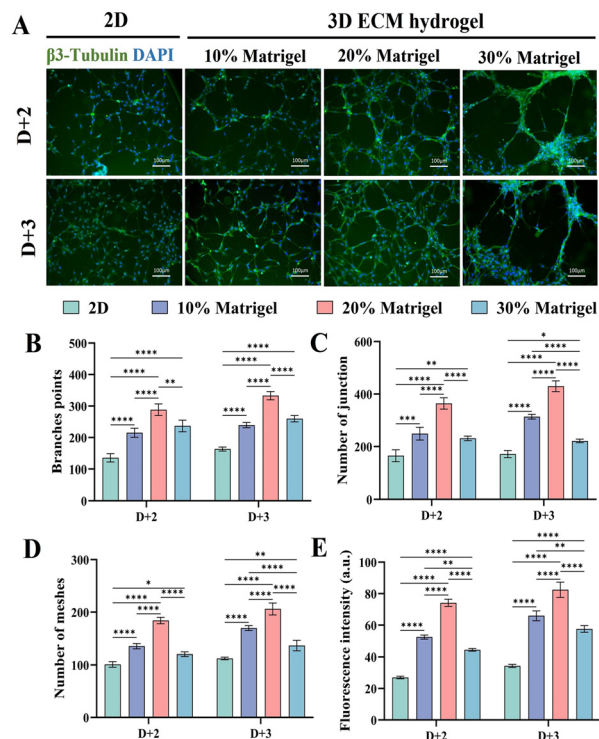 A
2D
3D ECM hydrogel
β3-Tubulin DAPI
10% Matrigel
20% Matrigel
30% Matrigel
D+2
100μm
100μm
100μm
100μm
D+3
100μm
100μm
100μm
100μm
2D
10% Matrigel
20% Matrigel
30% Matrigel
B
Branches points
500
400
300
200
100
0
****
****
****
**
****
****
****
****
****
****
D+2
D+3
C
Number of junction
600
400
200
0
**
****
****
****
***
*
****
****
****
****
****
D+2
D+3
D
Number of meshes
300
200
100
0
*
****
****
****
****
**
****
****
****
****
****
D+2
D+3
E
Fluorescence intensity (a.u.)
100
80
60
40
20
0
****
**
****
****
****
****
****
**
****
****
****
****
D+2
D+3